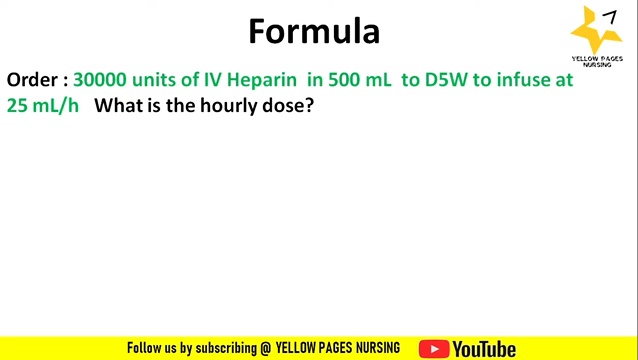 Formula
YELLOW PAGES
NURSING
Order : 30000 units of IV Heparin in 500 mL to D5W to infuse at
25 mL/h What is the hourly dose?
Follow us by subscribing @ YELLOW PAGES NURSING YouTube